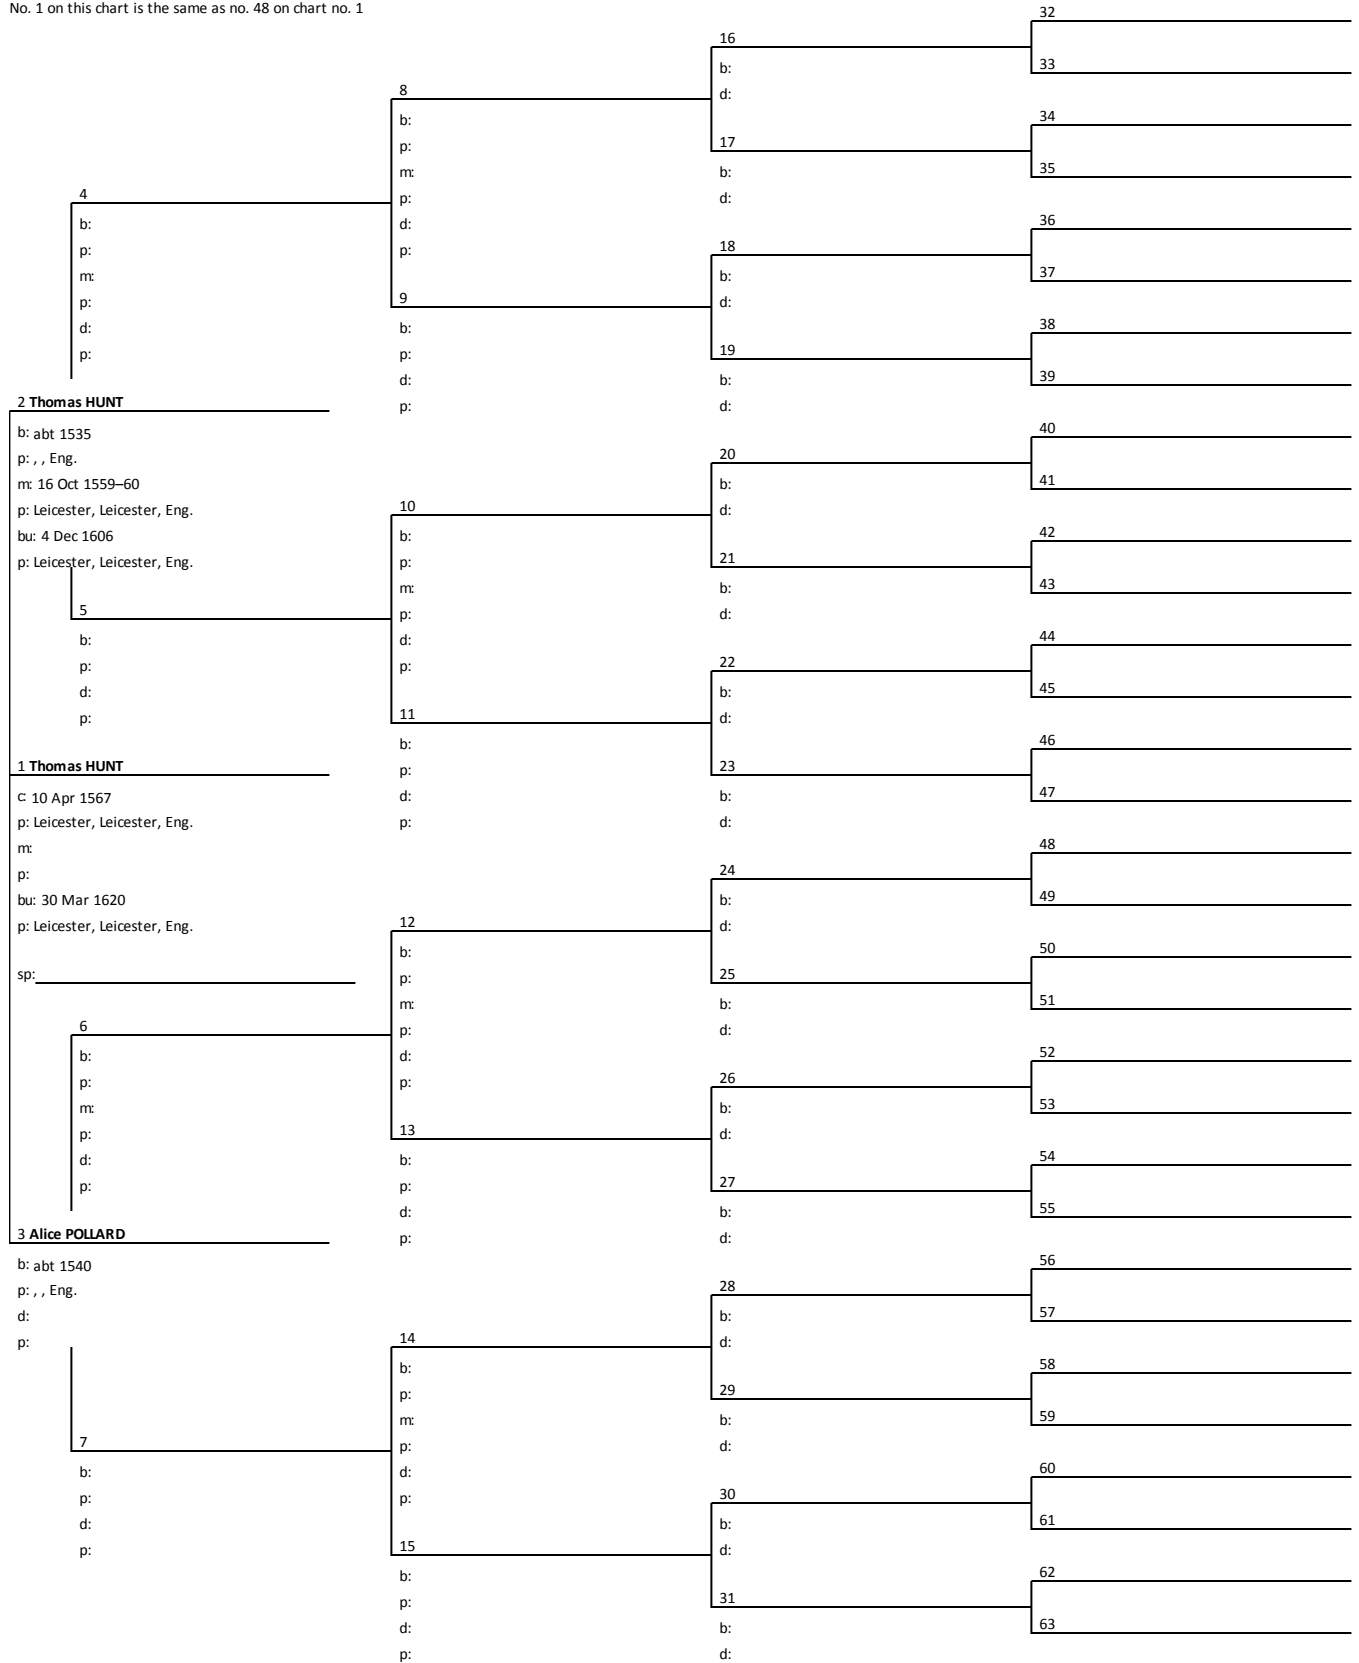 No. 1 on this chart is the same as no. 48 on chart no. 1
2 Thomas HUNT
b: abt 1535
p: , , Eng.
m: 16 Oct 1559–60
p: Leicester, Leicester, Eng.
bu: 4 Dec 1606
p: Leicester, Leicester, Eng.
1 Thomas HUNT
c: 10 Apr 1567
p: Leicester, Leicester, Eng.
m:
p:
bu: 30 Mar 1620
p: Leicester, Leicester, Eng.
sp:
3 Alice POLLARD
b: abt 1540
p: , , Eng.
d:
p:
4
b:
p:
m:
p:
d:
p:
5
b:
p:
d:
p:
6
b:
p:
m:
p:
d:
p:
7
b:
p:
d:
p:
8
b:
p:
m:
p:
d:
p:
9
b:
p:
d:
p:
10
b:
p:
m:
p:
d:
p:
11
b:
p:
d:
p:
12
b:
p:
m:
p:
d:
p:
13
b:
p:
d:
p:
14
b:
p:
m:
p:
d:
p:
15
b:
p:
d:
p:
16
b:
d:
17
b:
d:
18
b:
d:
19
b:
d:
20
b:
d:
21
b:
d:
22
b:
d:
23
b:
d:
24
b:
d:
25
b:
d:
26
b:
d:
27
b:
d:
28
b:
d:
29
b:
d:
30
b:
d:
31
b:
d:
32
33
34
35
36
37
38
39
40
41
42
43
44
45
46
47
48
49
50
51
52
53
54
55
56
57
58
59
60
61
62
63